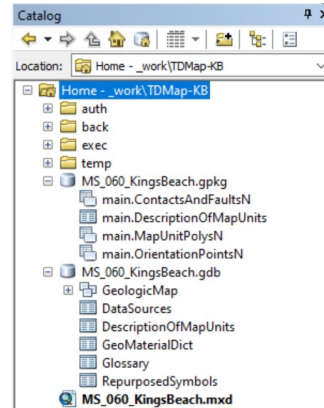 Catalog
Location: Home - _work\TDMap-KB
Home - _work\TDMap-KB
auth
back
exec
temp
MS_060_KingsBeach.gpkg
main.ContactsAndFaultsN
main.DescriptionOfMapUnits
main.MapUnitPolysN
main.OrientationPointsN
MS_060_KingsBeach.gdb
GeologicMap
DataSources
DescriptionOfMapUnits
GeoMaterialDict
Glossary
RepurposedSymbols
MS_060_KingsBeach.mxd